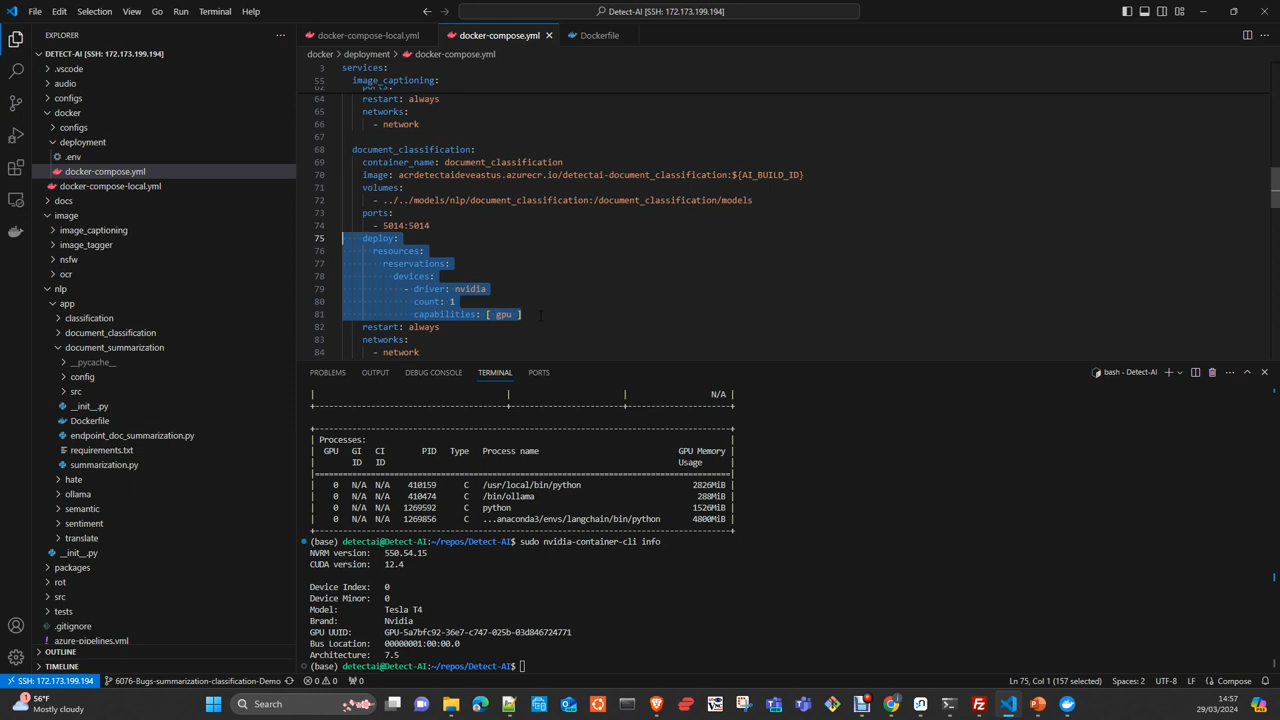 File Edit Selection View Go Run Terminal Help
Detect-AI [SSH: 172.173.199.194]
EXPLORER
DETECT-AI [SSH: 172.173.199.194]
.vscode
audio
configs
docker
configs
deployment
.env
docker-compose.yml
docker-compose-local.yml
docs
image
image_captioning
image_tagger
nsfw
ocr
nlp
app
classification
document_classification
document_summarization
__pycache__
config
src
__init__.py
Dockerfile
endpoint_doc_summarization.py
requirements.txt
summarization.py
hate
ollama
semantic
sentiment
translate
__init__.py
packages
rot
src
tests
.gitignore
azure-pipelines.yml
OUTLINE
TIMELINE
docker-compose-local.yml docker-compose.yml Dockerfile
docker > deployment > docker-compose.yml
3 services:
55 image_captioning:
62 ports:
64 restart: always
65 networks:
66 - network
67
68 document_classification:
69 container_name: document_classification
70 image: acrdetectaideveastus.azurecr.io/detectai-document_classification:${AI_BUILD_ID}
71 volumes:
72 - ../../models/nlp/document_classification:/document_classification/models
73 ports:
74 - 5014:5014
75 deploy:
76 resources:
77 reservations:
78 devices:
79 - driver: nvidia
80 count: 1
81 capabilities: [ gpu ]
82 restart: always
83 networks:
84 - network
PROBLEMS OUTPUT DEBUG CONSOLE TERMINAL PORTS
bash - Detect-AI
| | | N/A |
+-----------------------------------------+------------------------+----------------------+
+-----------------------------------------------------------------------------------------+
| Processes: |
| GPU GI CI PID Type Process name GPU Memory |
| ID ID Usage |
|=========================================================================================|
| 0 N/A N/A 410159 C /usr/local/bin/python 2826MiB |
| 0 N/A N/A 410474 C /bin/ollama 288MiB |
| 0 N/A N/A 1269592 C python 1526MiB |
| 0 N/A N/A 1269856 C ...anaconda3/envs/langchain/bin/python 4800MiB |
+-----------------------------------------------------------------------------------------+
(base) detectai@Detect-AI:~/repos/Detect-AI$ sudo nvidia-container-cli info
NVRM version: 550.54.15
CUDA version: 12.4
Device Index: 0
Device Minor: 0
Model: Tesla T4
Brand: Nvidia
GPU UUID: GPU-5a7bfc92-36e7-c747-025b-03d846724771
Bus Location: 00000001:00:00.0
Architecture: 7.5
(base) detectai@Detect-AI:~/repos/Detect-AI$
SSH: 172.173.199.194 6076-Bugs-summarization-classification-Demo 0 0 0 Ln 75, Col 1 (157 selected) Spaces: 2 UTF-8 LF Compose
56°F
Mostly cloudy
Search
14:57
29/03/2024